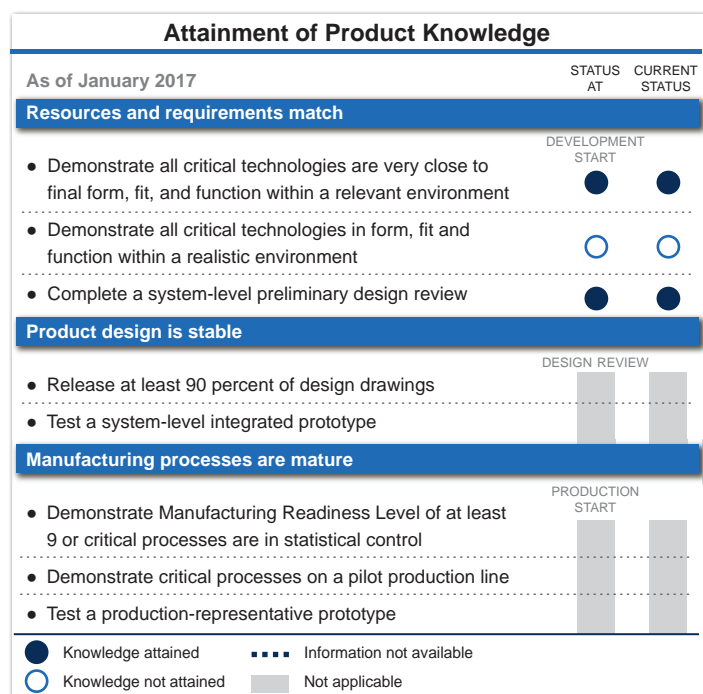 Attainment of Product Knowledge
As of January 2017
STATUS AT
CURRENT STATUS
Resources and requirements match
DEVELOPMENT START
● Demonstrate all critical technologies are very close to
final form, fit, and function within a relevant environment
● Demonstrate all critical technologies in form, fit and
function within a realistic environment
● Complete a system-level preliminary design review
Product design is stable
DESIGN REVIEW
● Release at least 90 percent of design drawings
● Test a system-level integrated prototype
Manufacturing processes are mature
PRODUCTION START
● Demonstrate Manufacturing Readiness Level of at least
9 or critical processes are in statistical control
● Demonstrate critical processes on a pilot production line
● Test a production-representative prototype
Knowledge attained
Information not available
Knowledge not attained
Not applicable